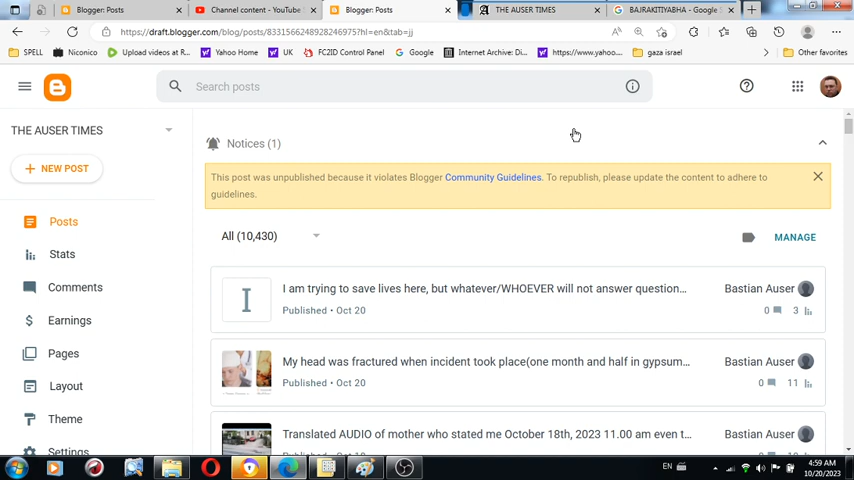 Blogger: Posts
Channel content - YouTube
Blogger: Posts
THE AUSER TIMES
BAJRAKITIYABHA - Google
https://draft.blogger.com/blog/posts/8331566248928246975?hl=en&tab=jj
SPELL
Niconico
Upload videos at R...
Yahoo Home
UK
FC2ID Control Panel
Google
Internet Archive: Di...
https://www.yahoo....
gaza israel
Other favorites
Search posts
THE AUSER TIMES
NEW POST
Posts
Stats
Comments
Earnings
Pages
Layout
Theme
Settings
Notices (1)
This post was unpublished because it violates Blogger Community Guidelines. To republish, please update the content to adhere to
guidelines.
All (10,430)
MANAGE
I am trying to save lives here, but whatever/WHOEVER will not answer question...
Bastian Auser
I
Published • Oct 20
0
3
My head was fractured when incident took place(one month and half in gypsum...
Bastian Auser
Published • Oct 20
0
11
Translated AUDIO of mother who stated me October 18th, 2023 11.00 am even t...
Bastian Auser
EN
4:59 AM
10/20/2023